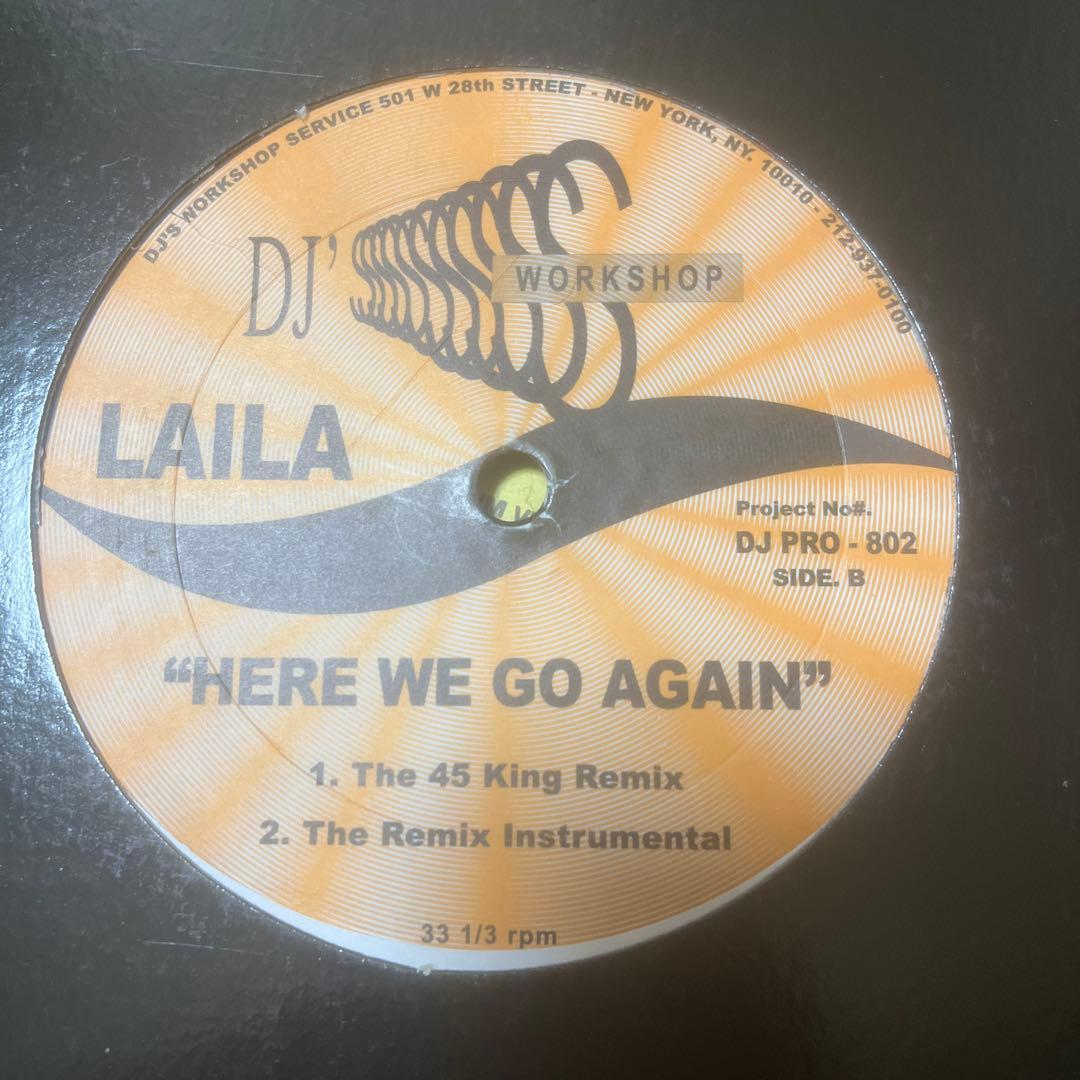 DJ'S WORKSHOP SERVICE 501 W 28th STREET - NEW YORK, NY. 10010 - 212-937-0100
DJ'S
WORKSHOP
LAILA
Project No#.
DJ PRO - 802
SIDE. B
“HERE WE GO AGAIN”
1. The 45 King Remix
2. The Remix Instrumental
33 1/3 rpm